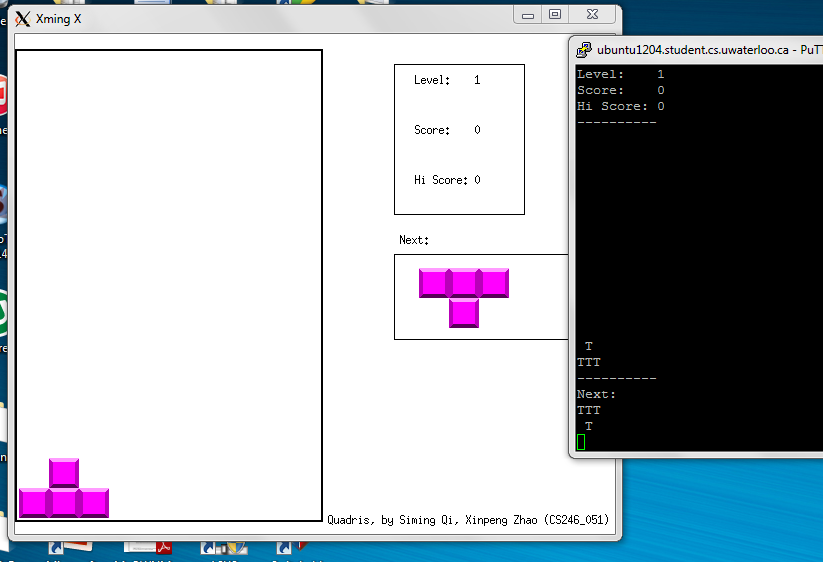 Xming X
Level: 1
Score: 0
Hi Score: 0
Next:
Quadris, by Siming Qi, Xinpeng Zhao (CS246_051)
ubuntu1204.student.cs.uwaterloo.ca - PuTT
Level: 1
Score: 0
Hi Score: 0
----------
T
TTT
----------
Next:
TTT
T